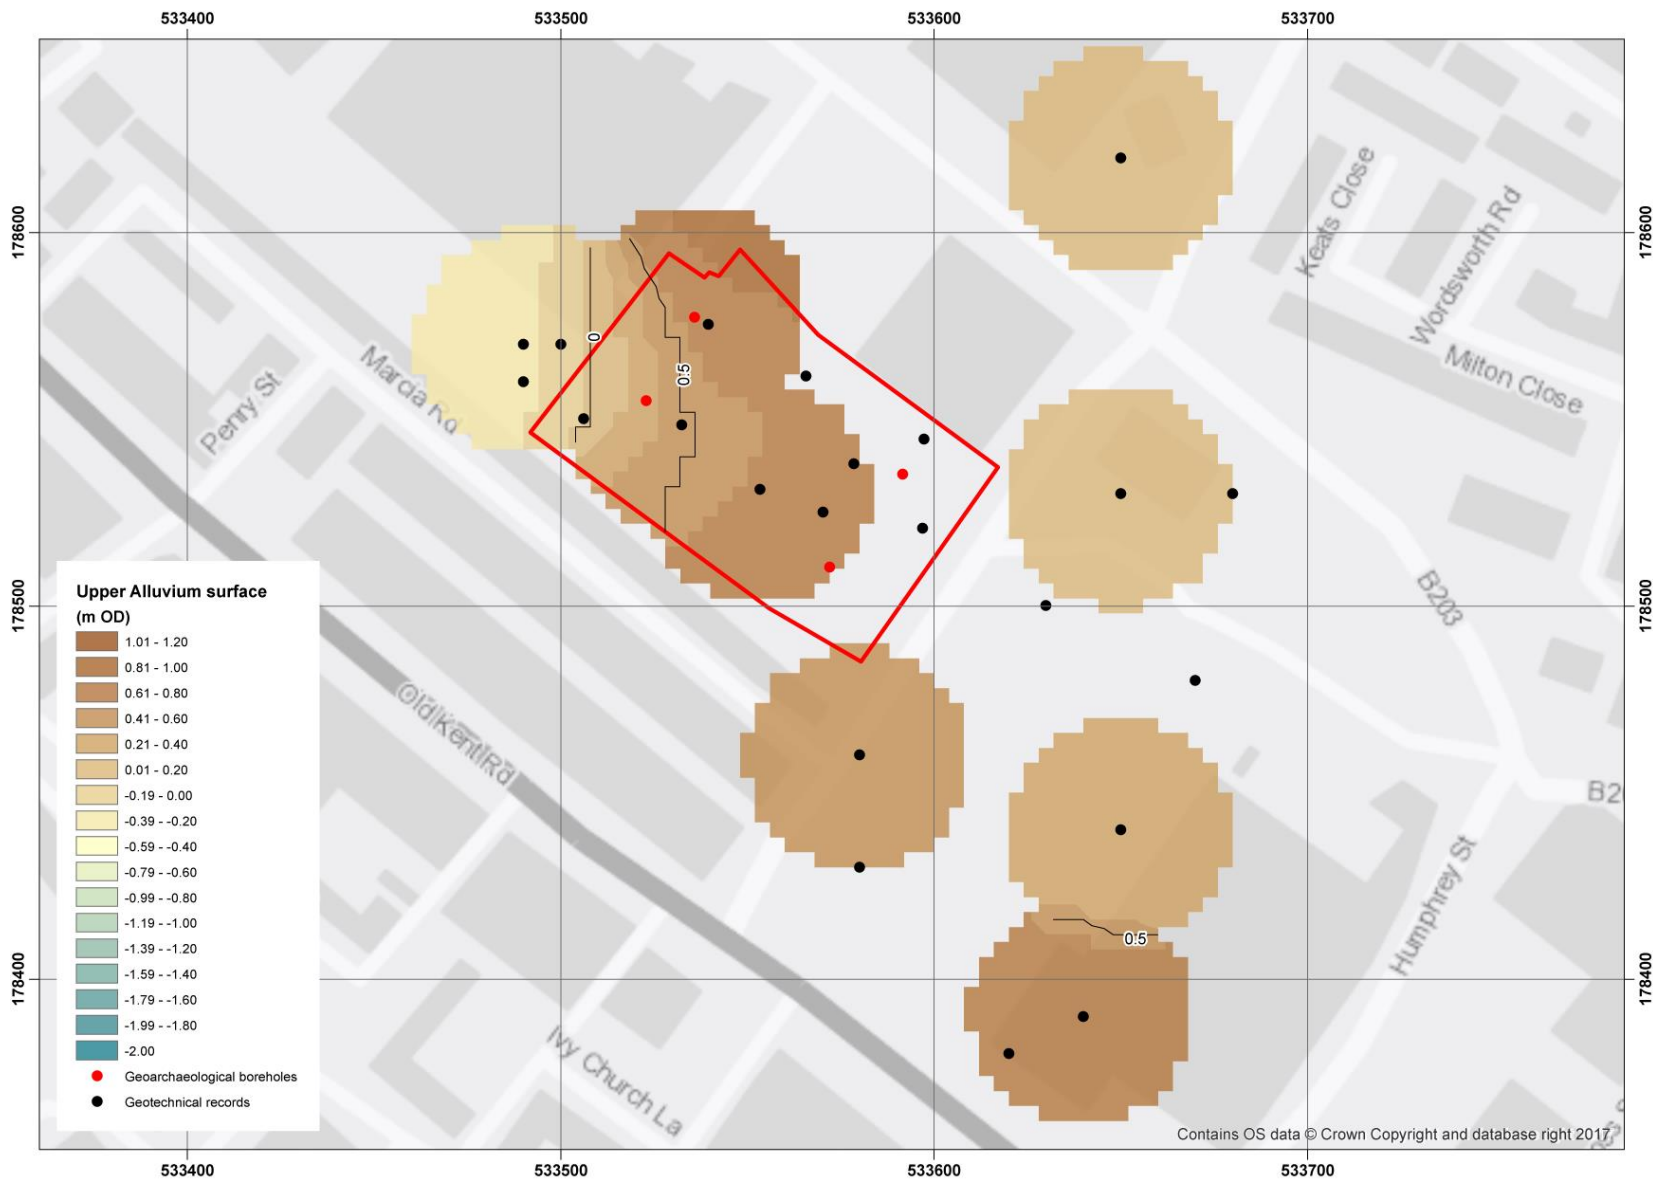 533400 533500 533600 533700
178600 178600
178500 178500
178400 178400
Keats Close
Wordsworth Rd
Milton Close
Penry St
Marcia Rd
0
0.5
B203
Old Kent Rd
B2
Humphrey St
0.5
Ivy Church La
Upper Alluvium surface
(m OD)
1.01 - 1.20
0.81 - 1.00
0.61 - 0.80
0.41 - 0.60
0.21 - 0.40
0.01 - 0.20
-0.19 - 0.00
-0.39 - -0.20
-0.59 - -0.40
-0.79 - -0.60
-0.99 - -0.80
-1.19 - -1.00
-1.39 - -1.20
-1.59 - -1.40
-1.79 - -1.60
-1.99 - -1.80
-2.00
Geoarchaeological boreholes
Geotechnical records
Contains OS data © Crown Copyright and database right 2017
533400 533500 533600 533700